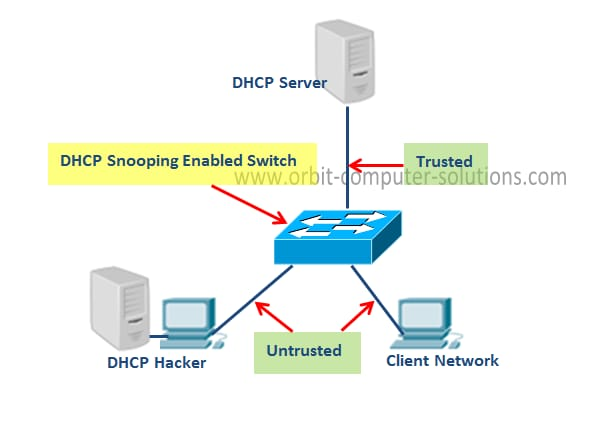 DHCP Server
DHCP Snooping Enabled Switch
Trusted
www.orbit-computer-solutions.com
Untrusted
DHCP Hacker
Client Network